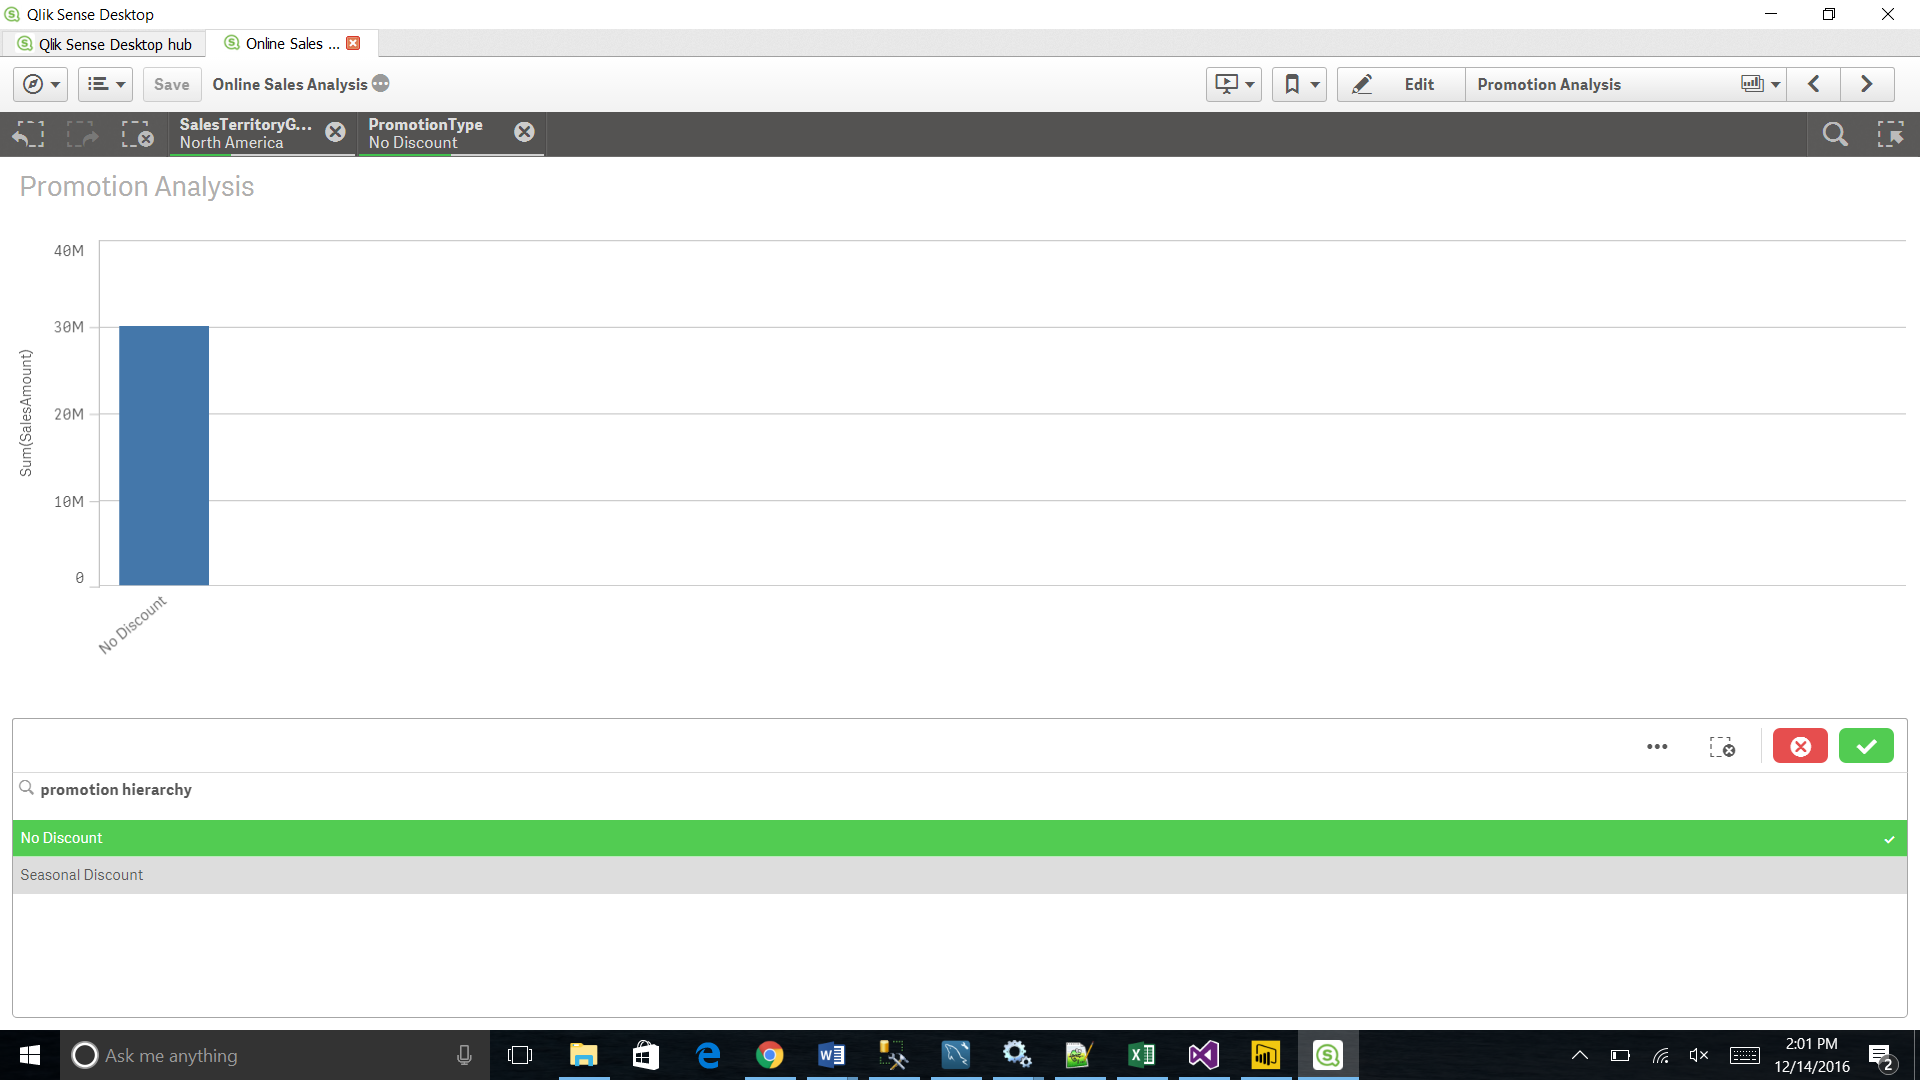 Qlik Sense Desktop
Qlik Sense Desktop hub
Online Sales ...
Save
Online Sales Analysis
Edit
Promotion Analysis
SalesTerritoryG...
North America
PromotionType
No Discount
Promotion Analysis
40M
30M
20M
10M
0
Sum(SalesAmount)
No Discount
promotion hierarchy
No Discount
Seasonal Discount
Ask me anything
2:01 PM
12/14/2016
2